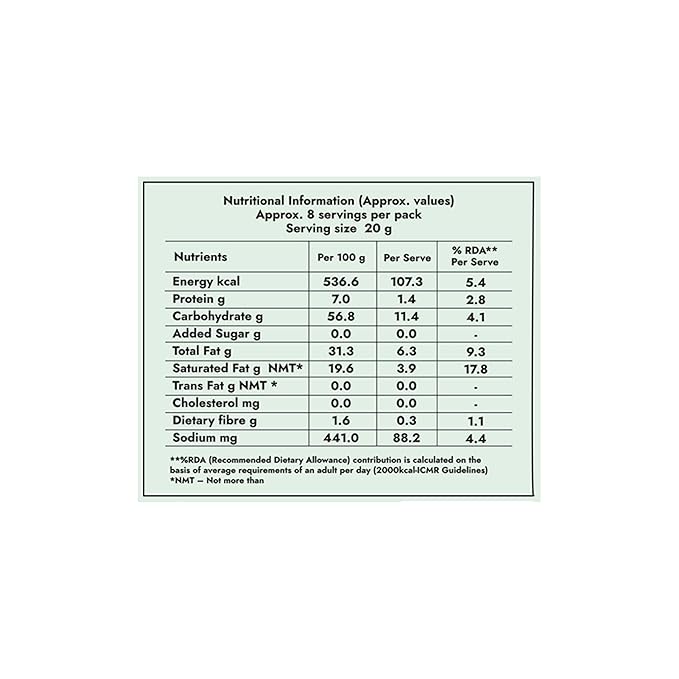 Nutritional Information (Approx. values)
Approx. 8 servings per pack
Serving size 20 g
Nutrients Per 100 g Per Serve % RDA**
Per Serve
Energy kcal 536.6 107.3 5.4
Protein g 7.0 1.4 2.8
Carbohydrate g 56.8 11.4 4.1
Added Sugar g 0.0 0.0 -
Total Fat g 31.3 6.3 9.3
Saturated Fat g NMT* 19.6 3.9 17.8
Trans Fat g NMT * 0.0 0.0 -
Cholesterol mg 0.0 0.0 -
Dietary fibre g 1.6 0.3 1.1
Sodium mg 441.0 88.2 4.4
**%RDA (Recommended Dietary Allowance) contribution is calculated on the
basis of average requirements of an adult per day (2000kcal-ICMR Guidelines)
*NMT – Not more than